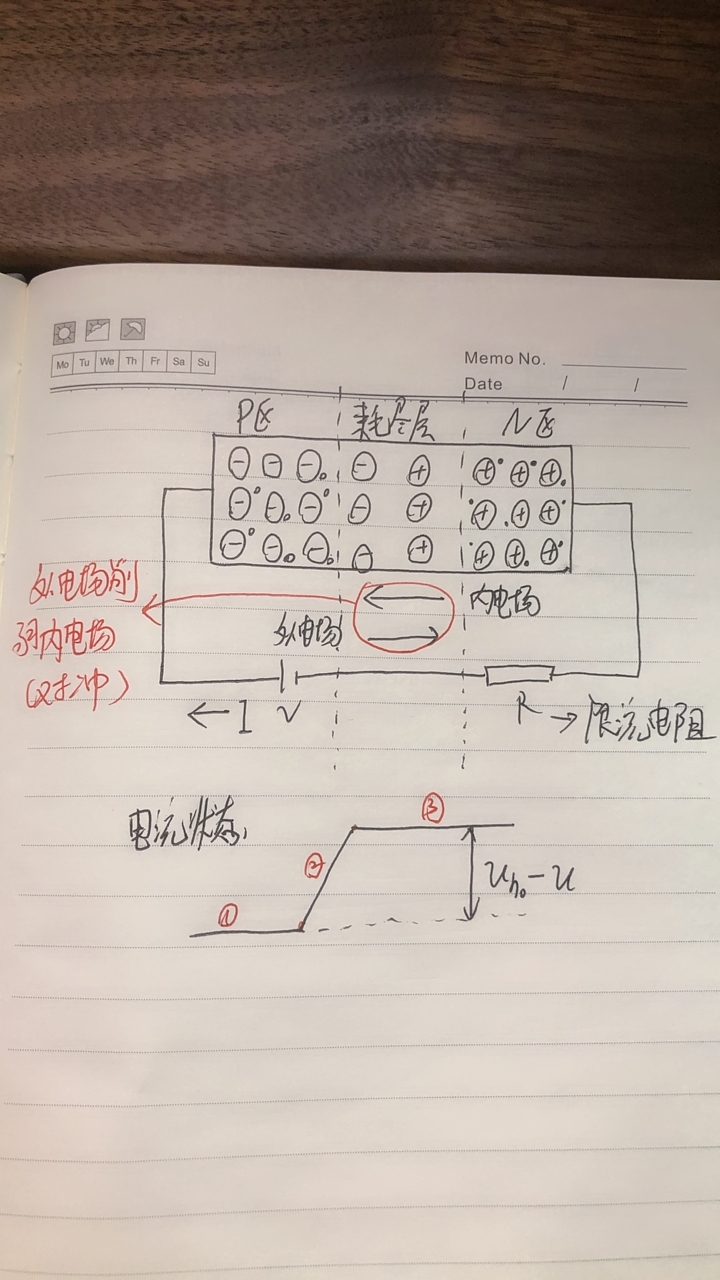 Mo Tu We Th Fr Sa Su
Memo No.
Date / /
P区 耗尽层 N区
内电场
外电场
外电场削
弱内电场
(对冲)
← I V
R → 限流电阻
电流状态
①
②
③
U_{h0} - U